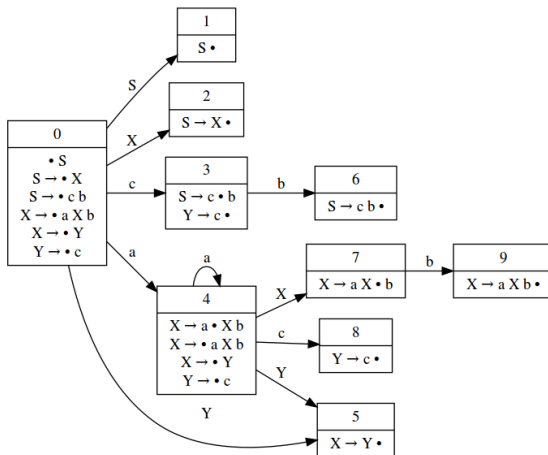 1
S •
S
2
S → X •
X
0
• S
S → • X
S → • c b
X → • a X b
X → • Y
Y → • c
c
3
S → c • b
Y → c •
b
6
S → c b •
a
a
4
X → a • X b
X → • a X b
X → • Y
Y → • c
X
7
X → a X • b
b
9
X → a X b •
c
8
Y → c •
Y
5
X → Y •
Y